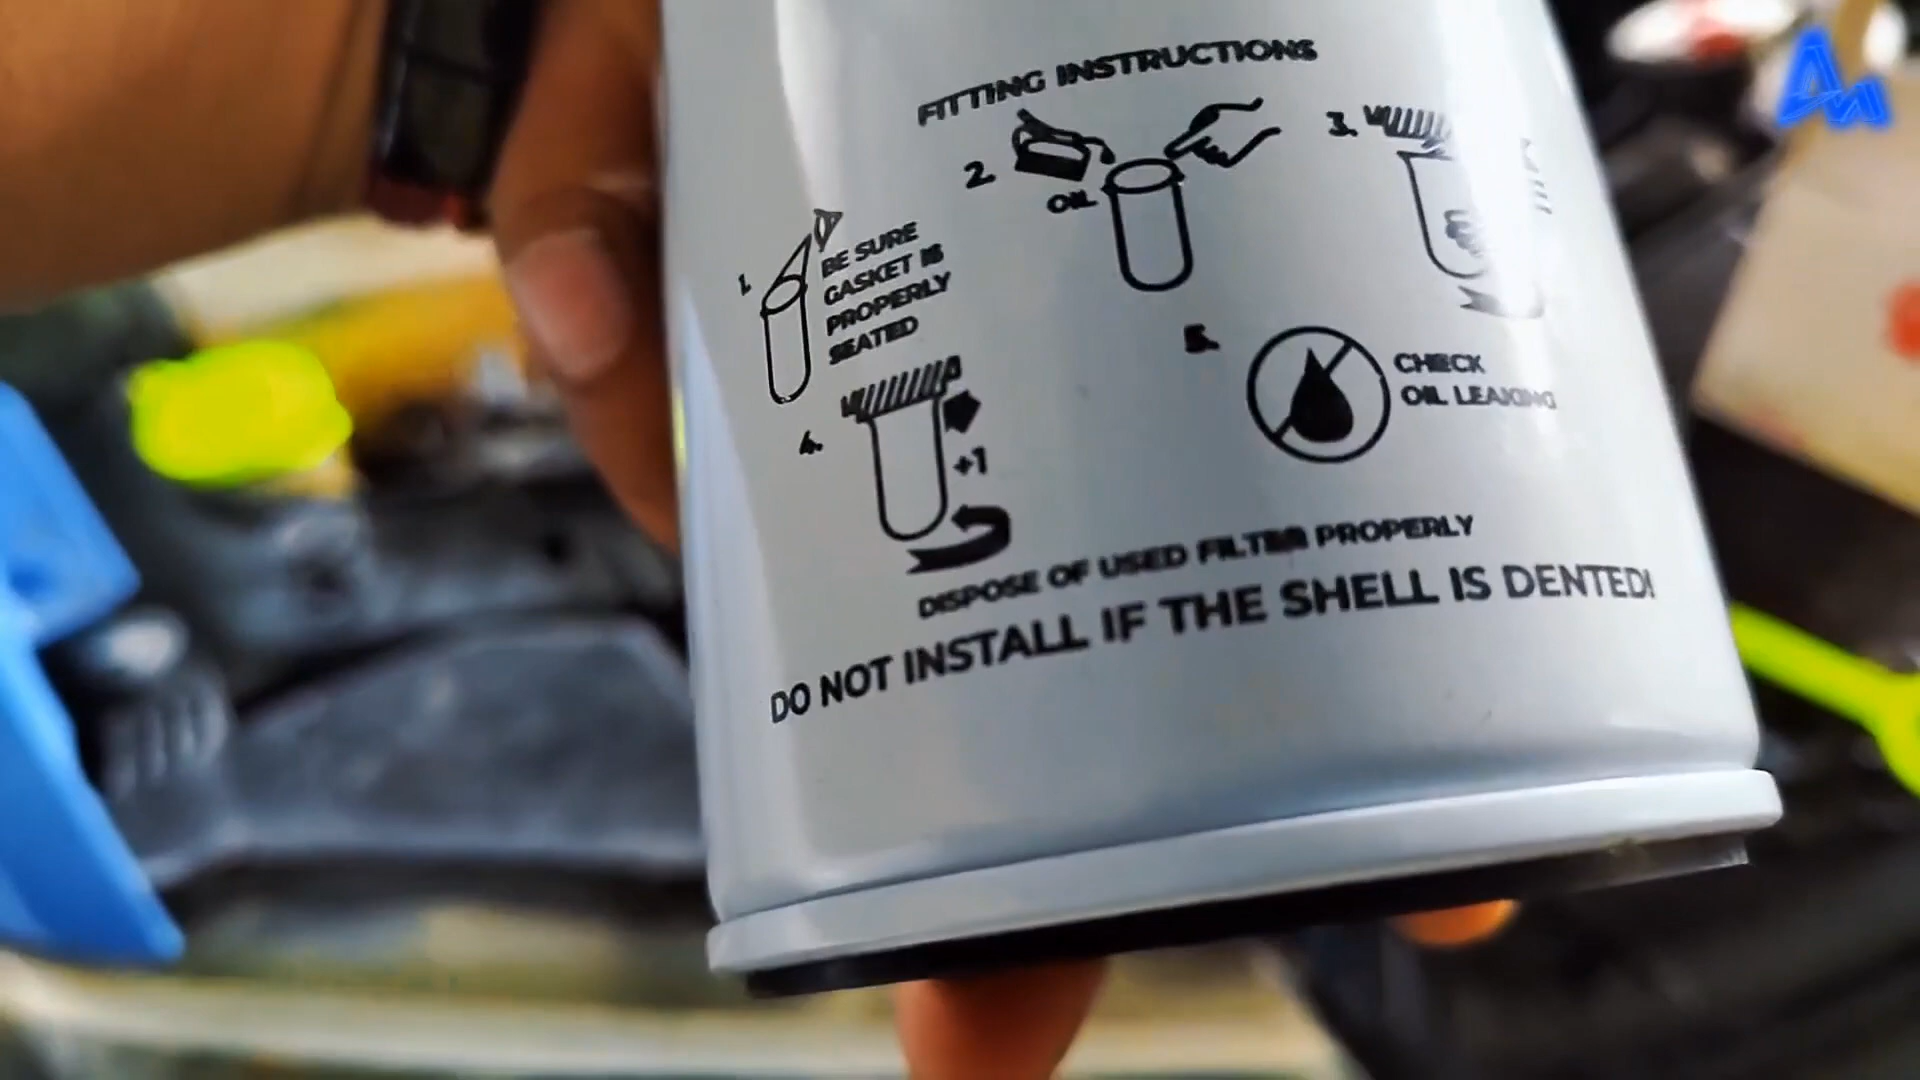 FITTING INSTRUCTIONS
1.
BE SURE
GASKET IS
PROPERLY
SEATED
2.
OIL
3.
4.
+1
5.
CHECK
OIL LEAKING
DISPOSE OF USED FILTER PROPERLY
DO NOT INSTALL IF THE SHELL IS DENTED!